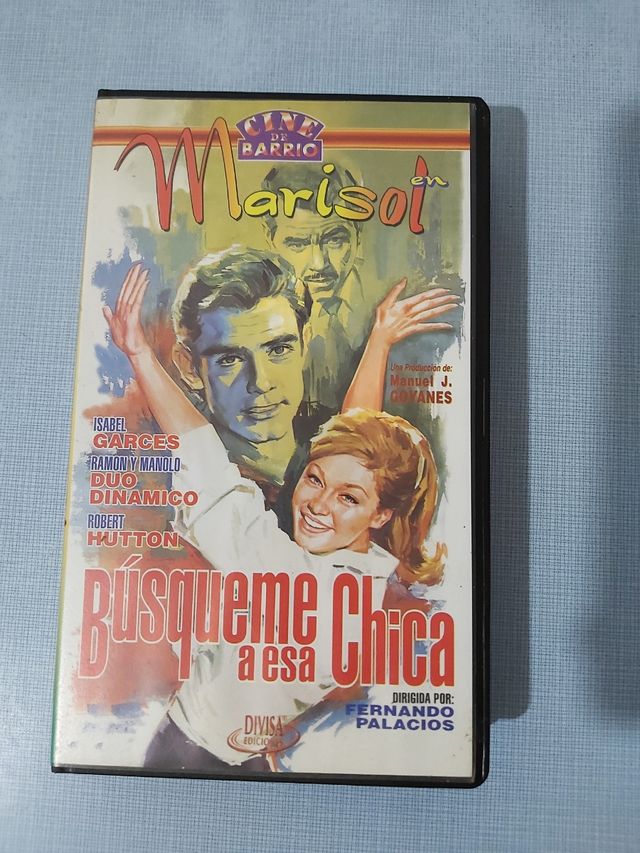 CINE
DE
BARRIO
Marisol en
Una Producción de:
Manuel J.
GOYANES
ISABEL
GARCES
RAMON Y MANOLO
DUO
DINAMICO
ROBERT
HUTTON
Búsqueme
a esa Chica
DIRIGIDA POR:
FERNANDO
PALACIOS
DIVISA
EDICIONES